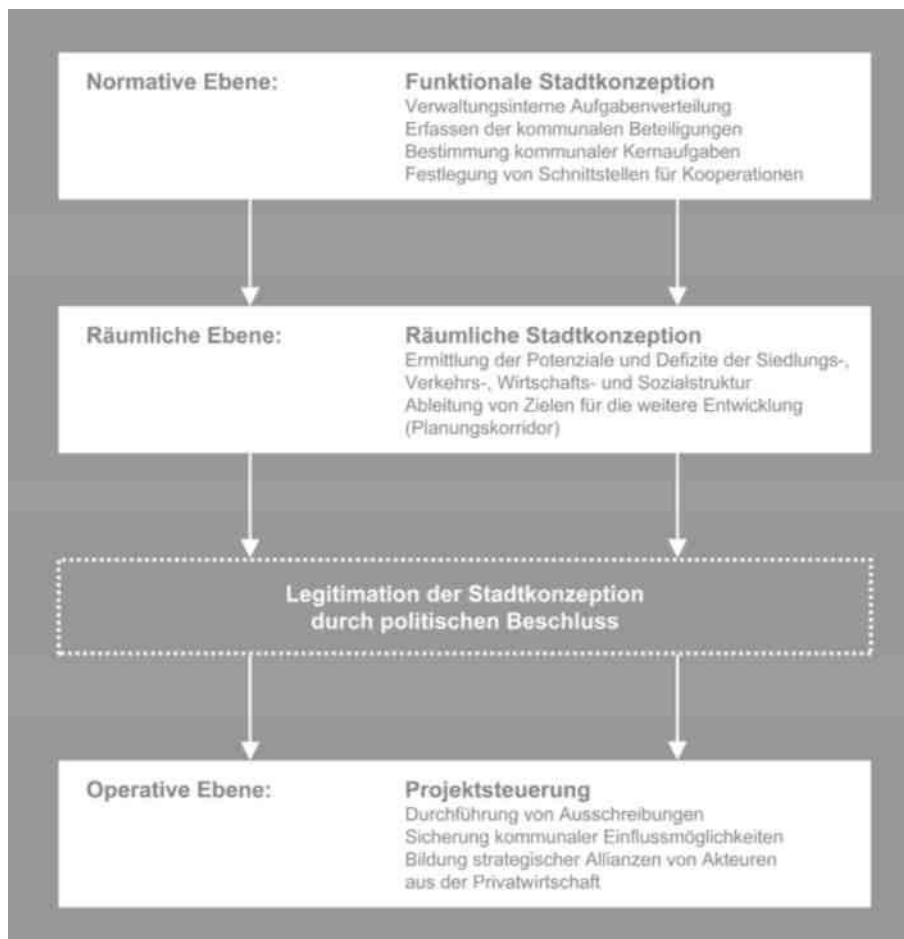 Normative Ebene: Funktionale Stadtkonzeption
Verwaltungsinterne Aufgabenverteilung
Erfassen der kommunalen Beteiligungen
Bestimmung kommunaler Kernaufgaben
Festlegung von Schnittstellen für Kooperationen
Räumliche Ebene: Räumliche Stadtkonzeption
Ermittlung der Potenziale und Defizite der Siedlungs-,
Verkehrs-, Wirtschafts- und Sozialstruktur
Ableitung von Zielen für die weitere Entwicklung
(Planungskorridor)
Legitimation der Stadtkonzeption
durch politischen Beschluss
Operative Ebene: Projektsteuerung
Durchführung von Ausschreibungen
Sicherung kommunaler Einflussmöglichkeiten
Bildung strategischer Allianzen von Akteuren
aus der Privatwirtschaft